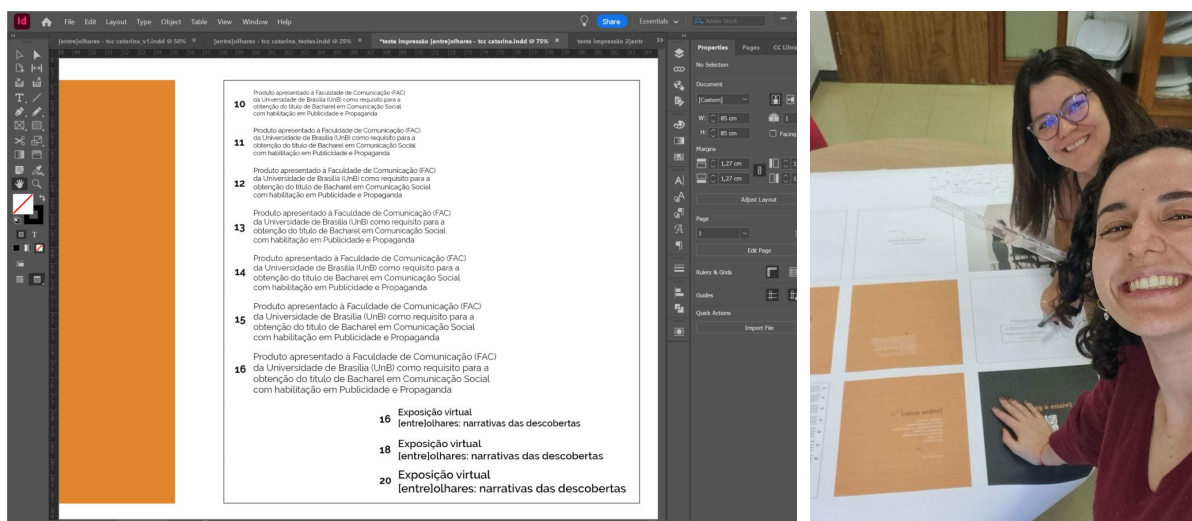 Id File Edit Layout Type Object Table View Window Help Share Essentials Adobe Stock
[entre]olhares - tcc catarina_v1.indd @ 50% × [entre]olhares - tcc catarina_testes.indd @ 25% × *teste impressão [entre]olhares - tcc catarina.indd @ 75% × teste impressão 2[entr
Properties Pages CC Libra
No Selection
Document
[Custom]
W: 85 cm 1
H: 85 cm Facing
Margins
1,27 cm
1,27 cm
Adjust Layout
Page
1
Edit Page
Rulers & Grids
Guides
Quick Actions
Import File
Produto apresentado à Faculdade de Comunicação (FAC)
10 da Universidade de Brasília (UnB) como requisito para a
obtenção do título de Bacharel em Comunicação Social
com habilitação em Publicidade e Propaganda
Produto apresentado à Faculdade de Comunicação (FAC)
11 da Universidade de Brasília (UnB) como requisito para a
obtenção do título de Bacharel em Comunicação Social
com habilitação em Publicidade e Propaganda
Produto apresentado à Faculdade de Comunicação (FAC)
12 da Universidade de Brasília (UnB) como requisito para a
obtenção do título de Bacharel em Comunicação Social
com habilitação em Publicidade e Propaganda
Produto apresentado à Faculdade de Comunicação (FAC)
13 da Universidade de Brasília (UnB) como requisito para a
obtenção do título de Bacharel em Comunicação Social
com habilitação em Publicidade e Propaganda
Produto apresentado à Faculdade de Comunicação (FAC)
14 da Universidade de Brasília (UnB) como requisito para a
obtenção do título de Bacharel em Comunicação Social
com habilitação em Publicidade e Propaganda
Produto apresentado à Faculdade de Comunicação (FAC)
15 da Universidade de Brasília (UnB) como requisito para a
obtenção do título de Bacharel em Comunicação Social
com habilitação em Publicidade e Propaganda
Produto apresentado à Faculdade de Comunicação (FAC)
16 da Universidade de Brasília (UnB) como requisito para a
obtenção do título de Bacharel em Comunicação Social
com habilitação em Publicidade e Propaganda
16 Exposição virtual
[entre]olhares: narrativas das descobertas
18 Exposição virtual
[entre]olhares: narrativas das descobertas
20 Exposição virtual
[entre]olhares: narrativas das descobertas